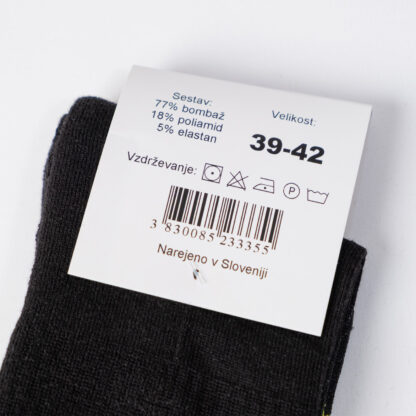 Sestav:
77% bombaž
18% poliamid
5% elastan
Velikost:
39-42
Vzdrževanje:
3 830085 233355
Narejeno v Sloveniji